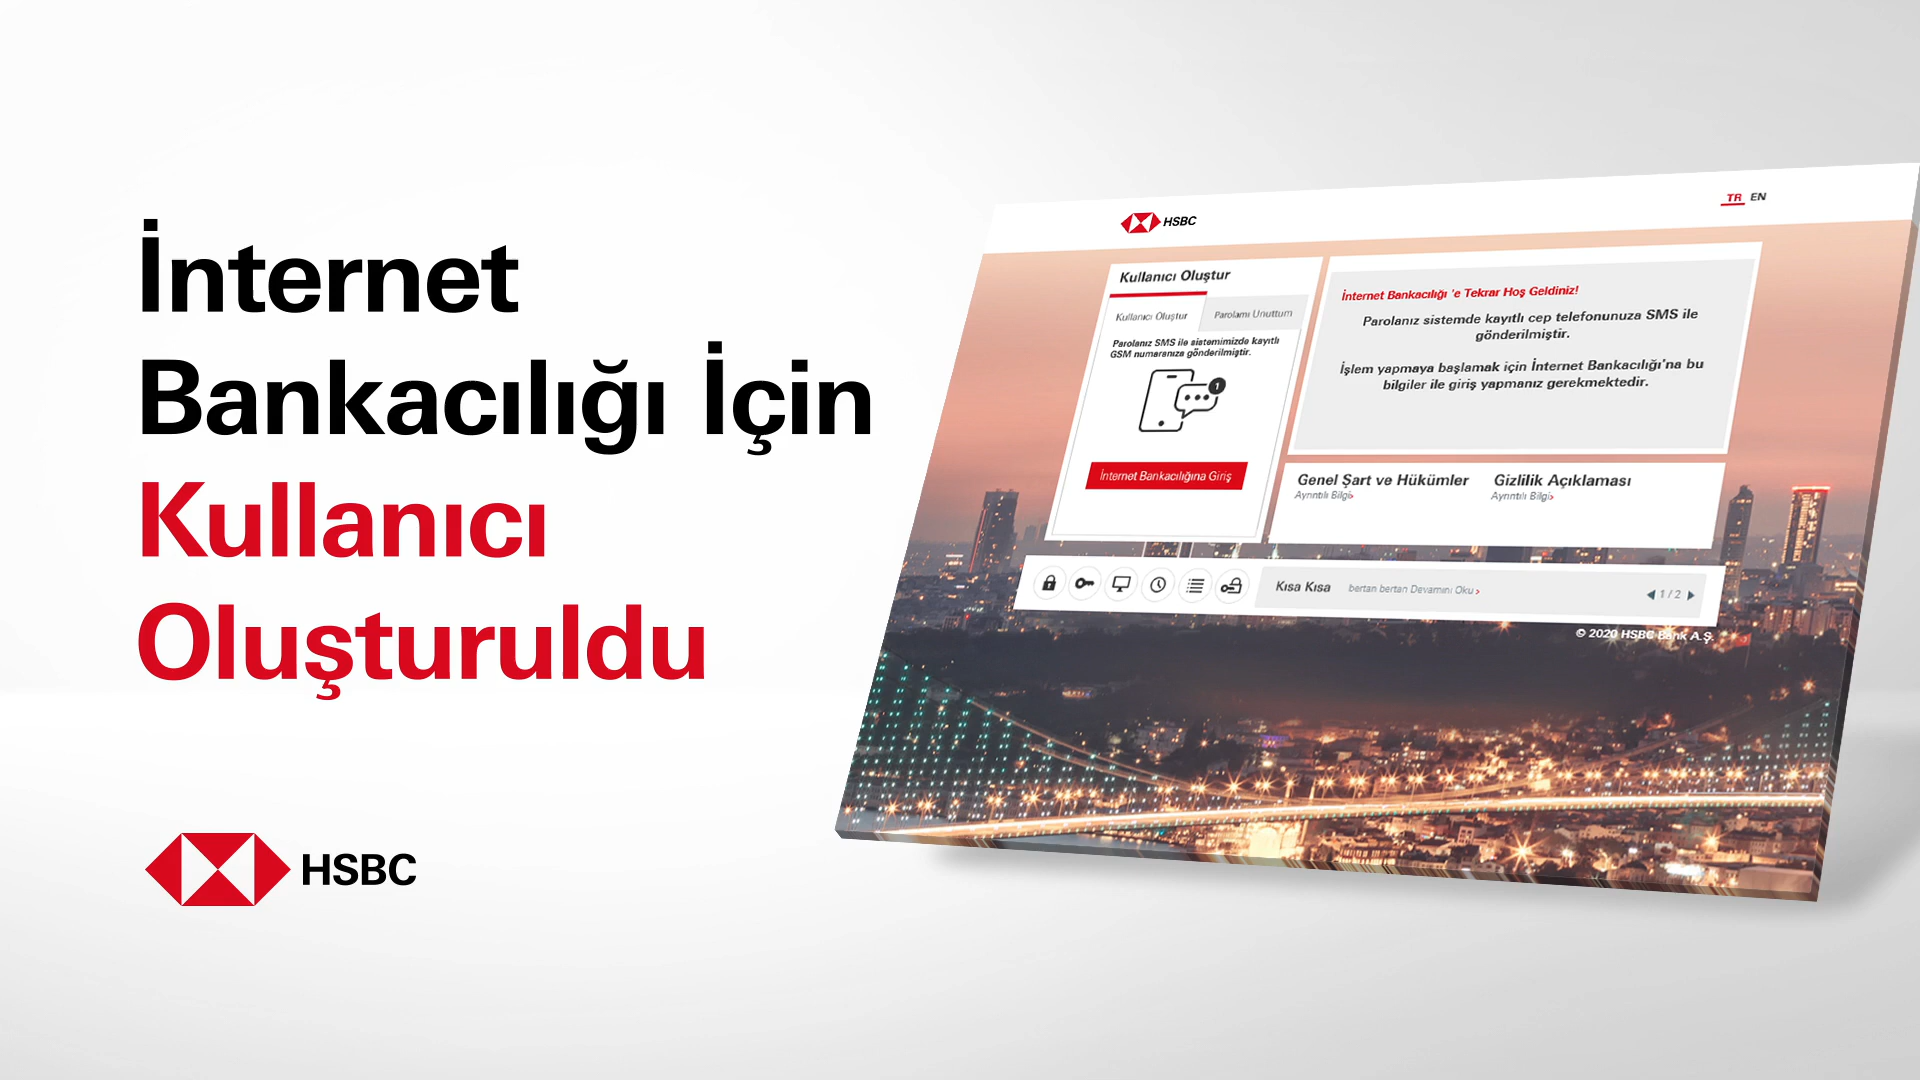 İnternet
Bankacılığı İçin
Kullanıcı
Oluşturuldu
HSBC
HSBC
TR EN
Kullanıcı Oluştur
Kullanıcı Oluştur Parolamı Unuttum
Parolanız SMS ile sistemimizde kayıtlı
GSM numaranıza gönderilmiştir.
1
İnternet Bankacılığına Giriş
İnternet Bankacılığı 'e Tekrar Hoş Geldiniz!
Parolanız sistemde kayıtlı cep telefonunuza SMS ile
gönderilmiştir.
İşlem yapmaya başlamak için İnternet Bankacılığı'na bu
bilgiler ile giriş yapmanız gerekmektedir.
Genel Şart ve Hükümler Gizlilik Açıklaması
Ayrıntılı Bilgi Ayrıntılı Bilgi
Kısa Kısa bertan bertan Devamını Oku
1 / 2
© 2020 HSBC Bank A.Ş.